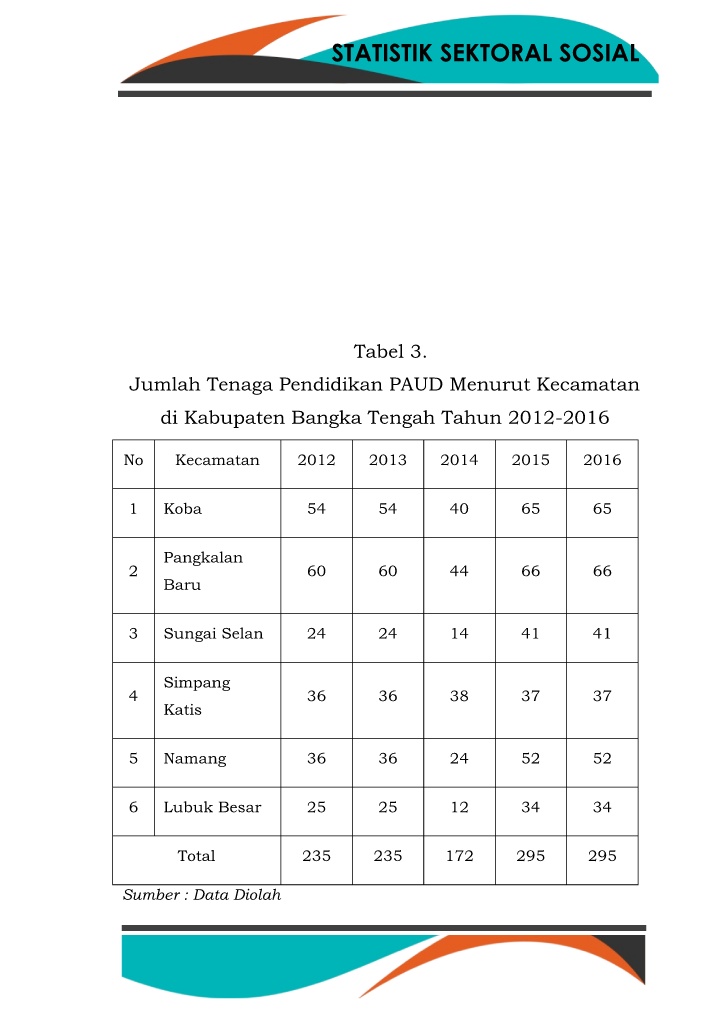 STATISTIK SEKTORAL SOSIAL
Tabel 3.
Jumlah Tenaga Pendidikan PAUD Menurut Kecamatan
di Kabupaten Bangka Tengah Tahun 2012-2016
No Kecamatan 2012 2013 2014 2015 2016
1 Koba 54 54 40 65 65
2 Pangkalan
Baru 60 60 44 66 66
3 Sungai Selan 24 24 14 41 41
4 Simpang
Katis 36 36 38 37 37
5 Namang 36 36 24 52 52
6 Lubuk Besar 25 25 12 34 34
Total 235 235 172 295 295
Sumber : Data Diolah